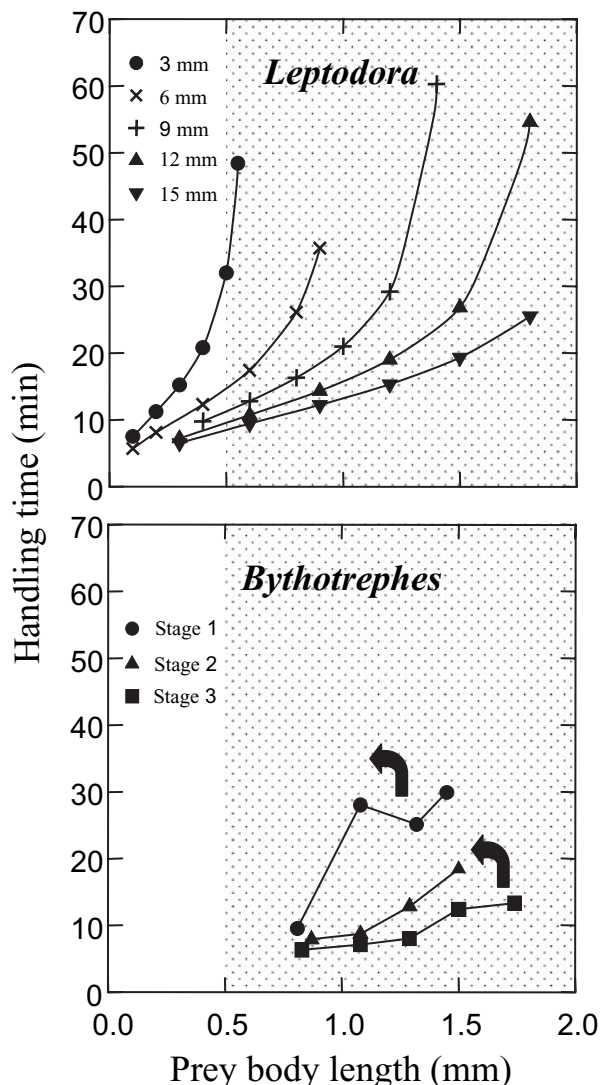 70
60
50
40
30
20
10
0
Leptodora
3 mm
6 mm
9 mm
12 mm
15 mm
Handling time (min)
70
60
50
40
30
20
10
0
Bythotrephes
Stage 1
Stage 2
Stage 3
0.0 0.5 1.0 1.5 2.0
Prey body length (mm)